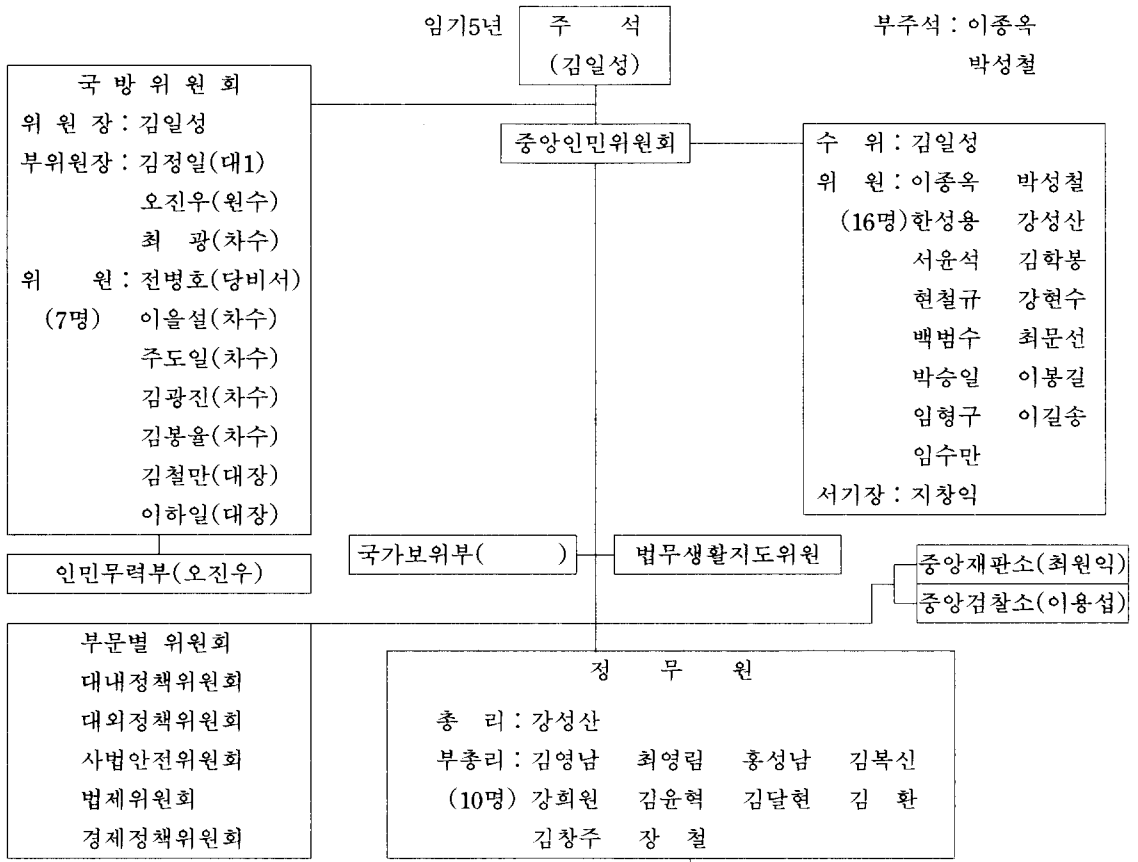 임기5년
주 석
(김일성)
부주석 : 이종옥
박성철
국 방 위 원 회
위 원 장 : 김일성
부위원장 : 김정일(대1)
오진우(원수)
최 광(차수)
위 원 : 전병호(당비서)
(7명) 이을설(차수)
주도일(차수)
김광진(차수)
김봉율(차수)
김철만(대장)
이하일(대장)
인민무력부(오진우)
중앙인민위원회
수 위 : 김일성
위 원 : 이종옥 박성철
(16명) 한성용 강성산
서윤석 김학봉
현철규 강현수
백범수 최문선
박승일 이봉길
임형구 이길송
임수만
서기장 : 지창익
국가보위부( )
법무생활지도위원
중앙재판소(최원익)
중앙검찰소(이용섭)
부문별 위원회
대내정책위원회
대외정책위원회
사법안전위원회
법제위원회
경제정책위원회
정 무 원
총 리 : 강성산
부총리 : 김영남 최영림 홍성남 김복신
(10명) 강희원 김윤혁 김달현 김 환
김창주 장 철